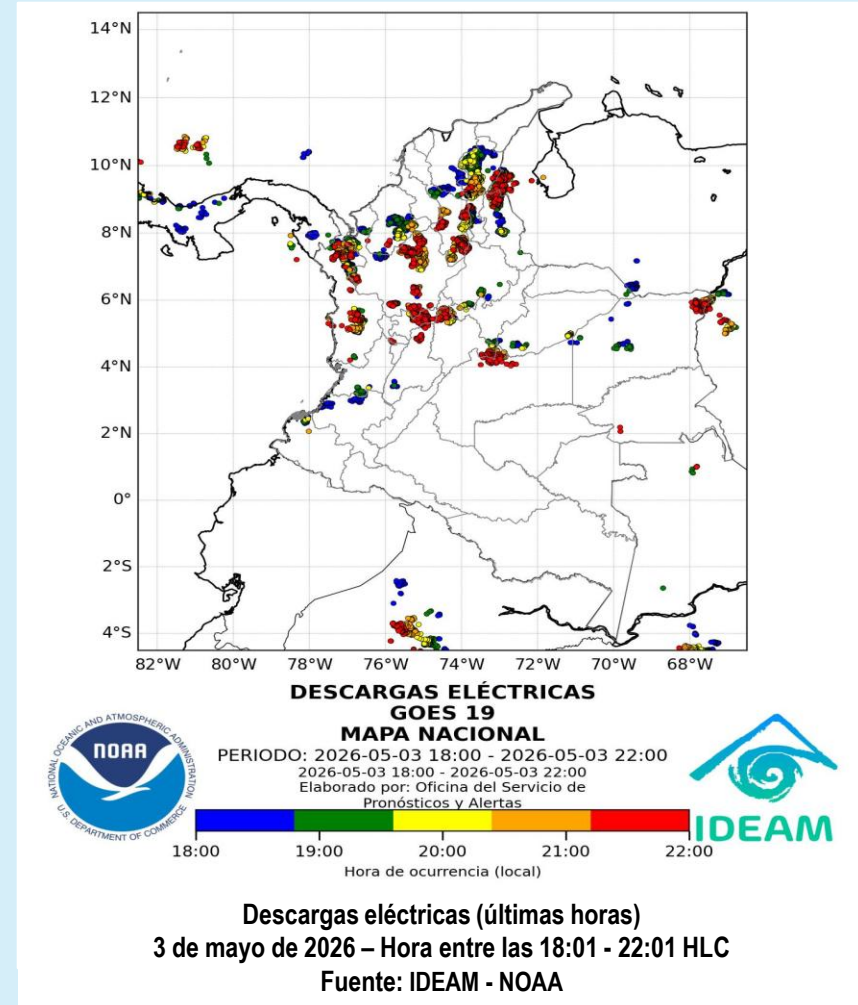 14°N
12°N
10°N
8°N
6°N
4°N
2°N
0°
2°S
4°S
82°W 80°W 78°W 76°W 74°W 72°W 70°W 68°W
DESCARGAS ELÉCTRICAS
GOES 19
MAPA NACIONAL
PERIODO: 2026-05-03 18:00 - 2026-05-03 22:00
2026-05-03 18:00 - 2026-05-03 22:00
Elaborado por: Oficina del Servicio de
Pronósticos y Alertas
NATIONAL OCEANIC AND ATMOSPHERIC ADMINISTRATION
NOAA
U.S. DEPARTMENT OF COMMERCE
IDEAM
18:00 19:00 20:00 21:00 22:00
Hora de ocurrencia (local)
Descargas eléctricas (últimas horas)
3 de mayo de 2026 – Hora entre las 18:01 - 22:01 HLC
Fuente: IDEAM - NOAA